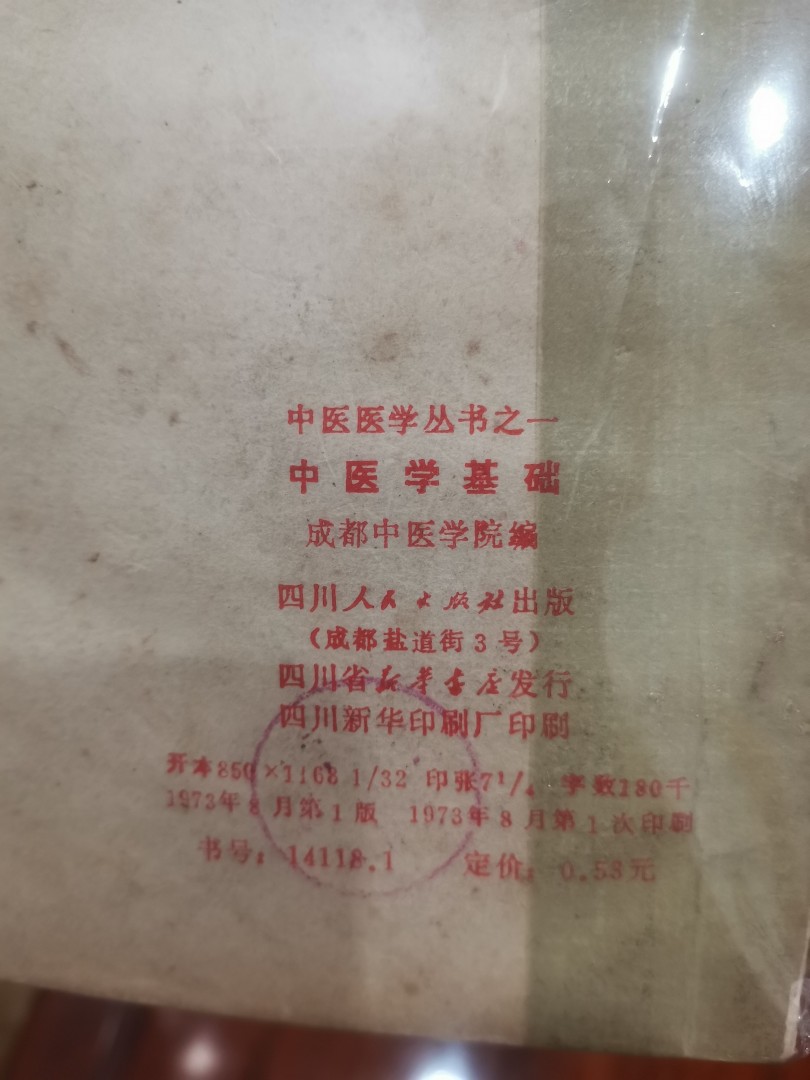 中医医学丛书之一
中医学基础
成都中医学院编
四川人民出版社出版
（成都盐道街3号）
四川省新华书店发行
四川新华印刷厂印刷
开本850×1168 1/32 印张7 1/4 字数180千
1973年8月第1版 1973年8月第1次印刷
书号：14118.1 定价：0.53元